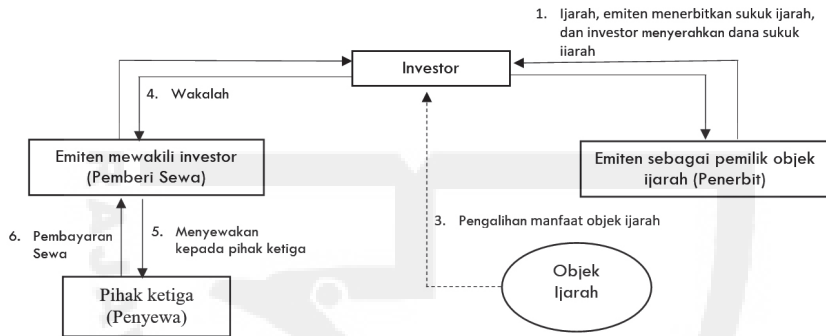 1. Ijarah, emiten menerbitkan sukuk ijarah,
dan investor menyerahkan dana sukuk
iiarah
Investor
4. Wakalah
Emiten mewakili investor
(Pemberi Sewa)
Emiten sebagai pemilik objek
ijarah (Penerbit)
3. Pengalihan manfaat objek ijarah
6. Pembayaran
Sewa
5. Menyewakan
kepada pihak ketiga
Objek
Ijarah
Pihak ketiga
(Penyewa)